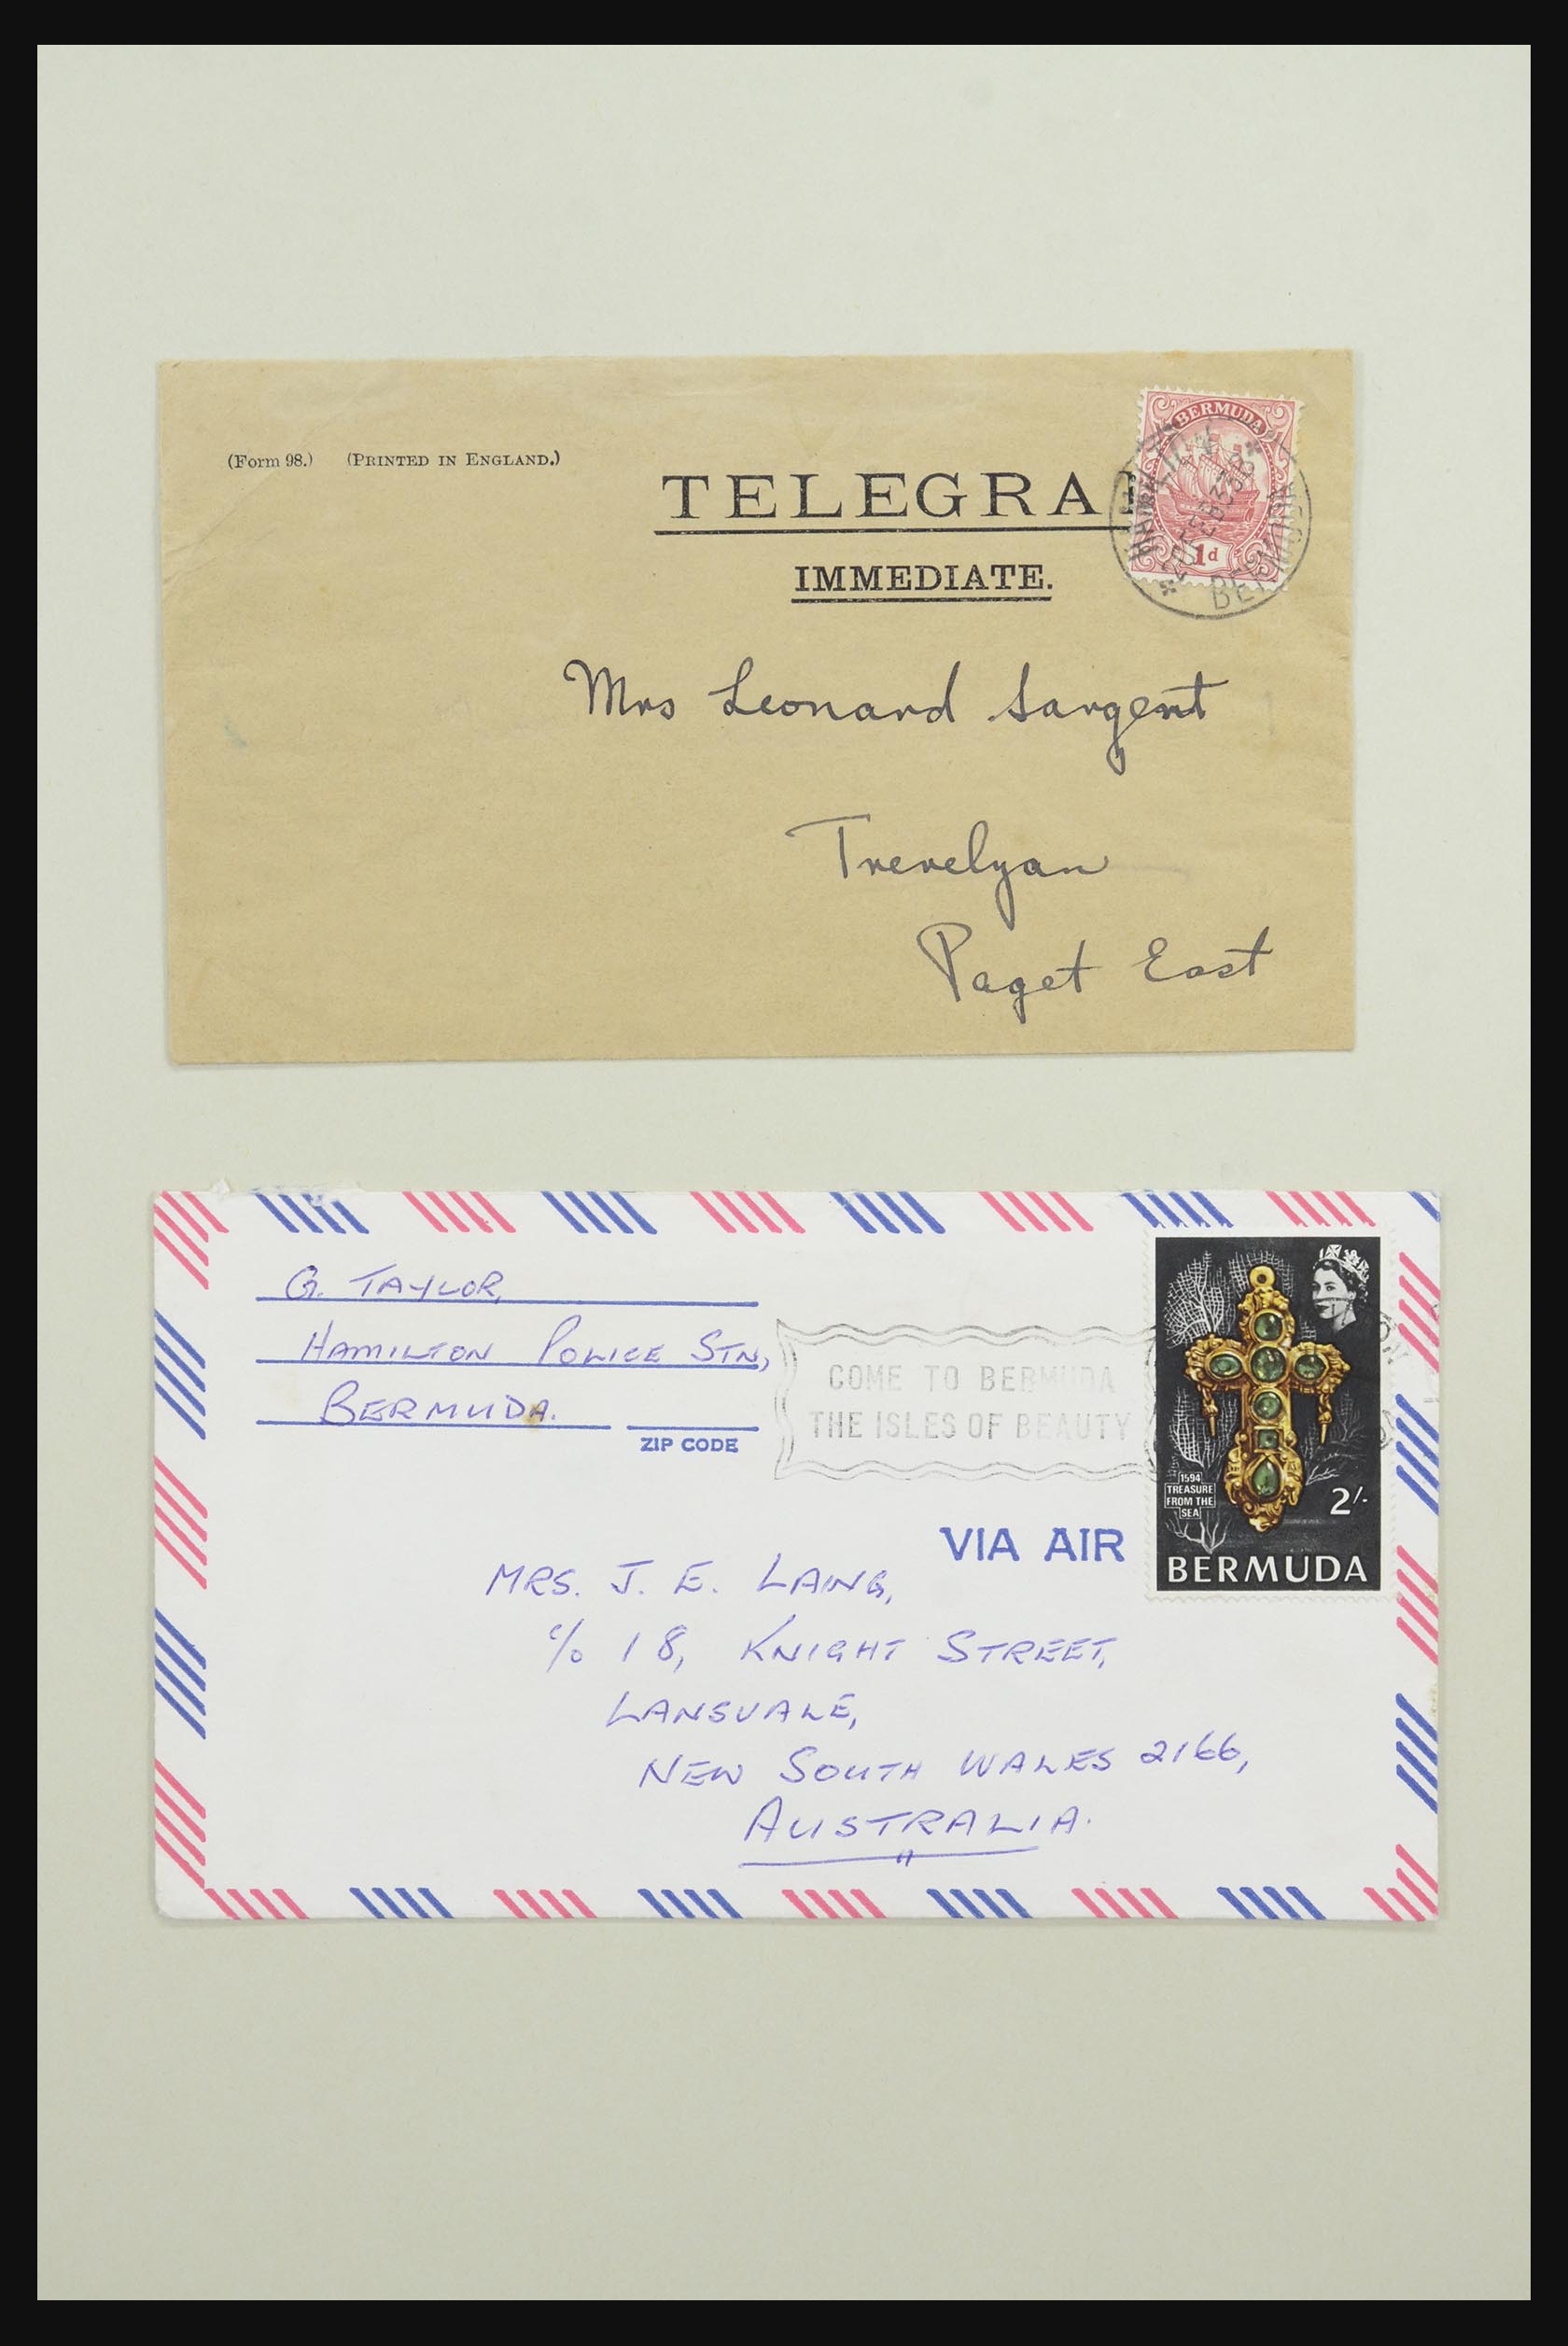 (Form 98.) (PRINTED IN ENGLAND.)
TELEGRA
IMMEDIATE.
BERMUDA
1d
BERMUDA
Mrs Leonard Sargent
Trevelyan
Paget East
G. TAYLOR,
HAMILTON POLICE STN,
BERMUDA.
ZIP CODE
COME TO BERMUDA
THE ISLES OF BEAUTY
1594
TREASURE
FROM THE
SEA
2/-
BERMUDA
VIA AIR
MRS. J. E. LAING,
c/o 18, KNIGHT STREET,
LANSVALE,
NEW SOUTH WALES 2166,
AUSTRALIA.